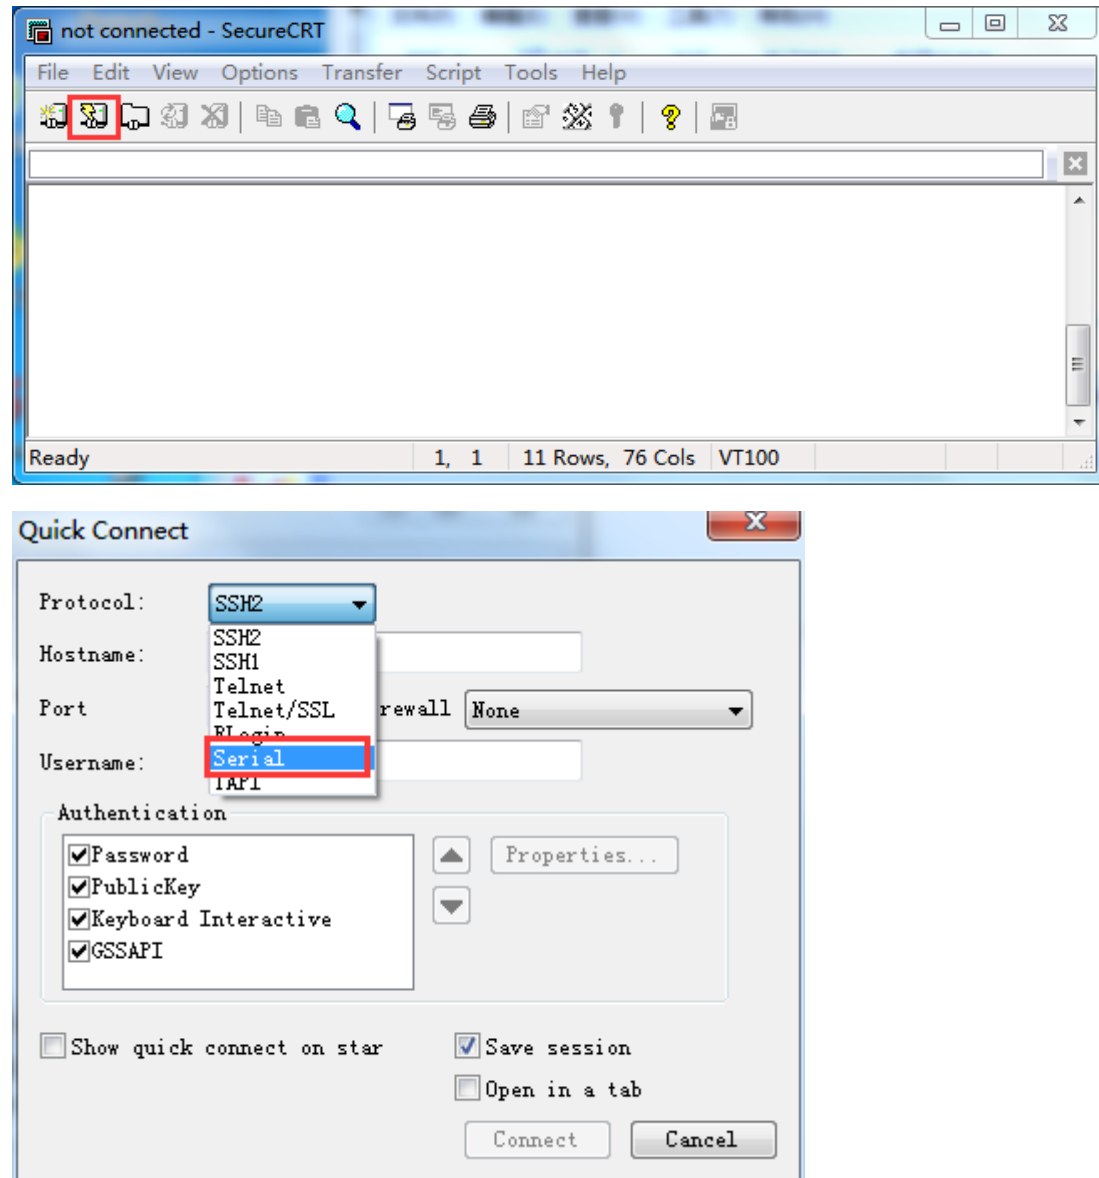 not connected - SecureCRT
File Edit View Options Transfer Script Tools Help
Ready 1, 1 11 Rows, 76 Cols VT100
Quick Connect
Protocol: SSH2
SSH2
Hostname:
SSH1
Telnet
Port Telnet/SSL rewall None
RLogin
Username: Serial
TAPI
Authentication
Password Properties...
PublicKey
Keyboard Interactive
GSSAPI
Show quick connect on star Save session
Open in a tab
Connect Cancel